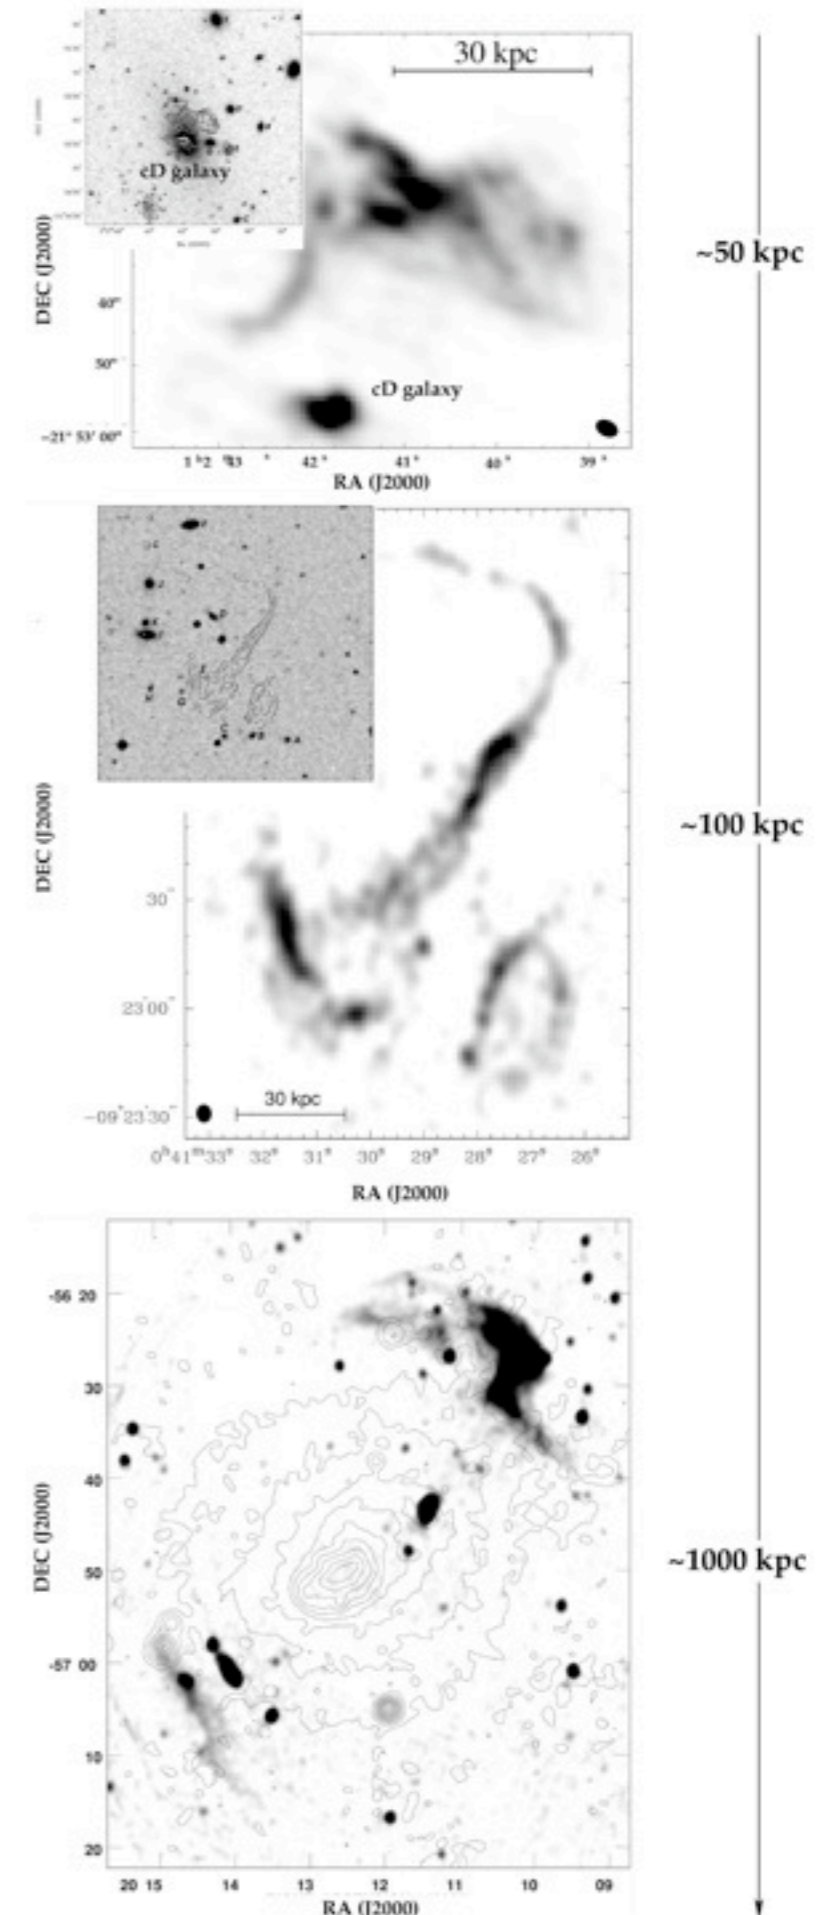 30 kpc
cD galaxy
DEC (J2000)
~50 kpc
50"
cD galaxy
−21° 53' 00"
42 s
41 s
40 s
39 s
RA (J2000)
DEC (J2000)
~100 kpc
30"
23'00"
30 kpc
−09°23'30"
0h41m33s 32s 31s 30s 29s 28s 27s 26s
RA (J2000)
-56 20
30
40
DEC (J2000)
50
~1000 kpc
-57 00
10
20
20 15 14 13 12 11 10 09
RA (J2000)